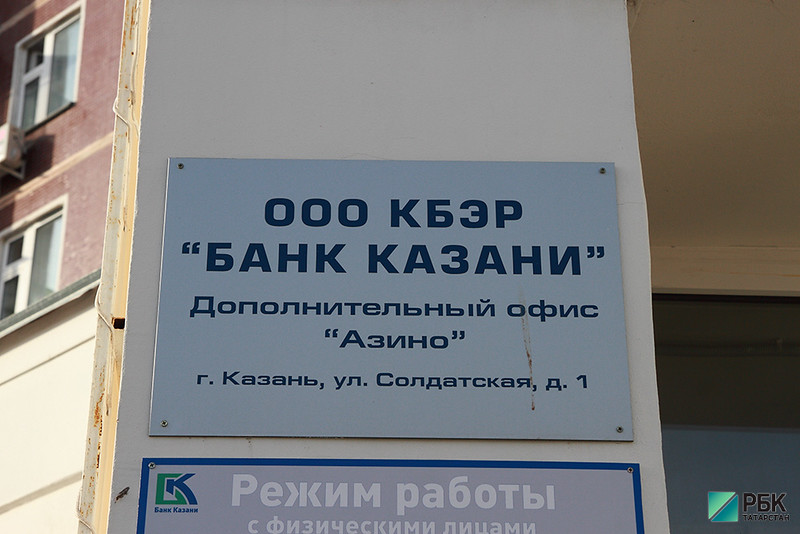 ООО КБЭР
“БАНК КАЗАНИ”
Дополнительный офис
“Азино”
г. Казань, ул. Солдатская, д. 1
Банк Казани
Режим работы
с физическими лицами
РБК
ТАТАРСТАН